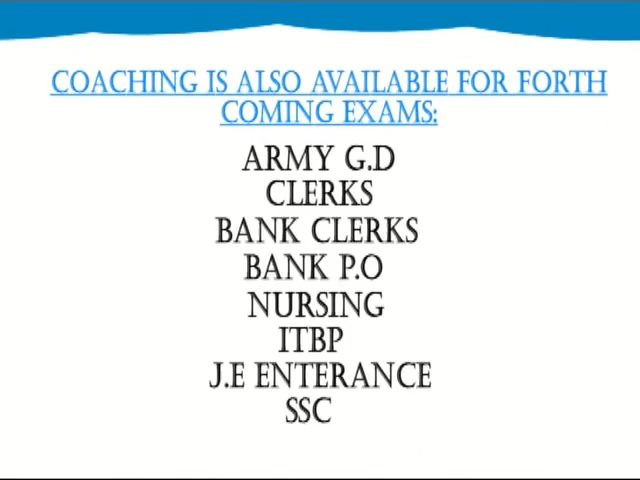 COACHING IS ALSO AVAILABLE FOR FORTH
COMING EXAMS:
ARMY G.D
CLERKS
BANK CLERKS
BANK P.O
NURSING
ITBP
J.E ENTERANCE
SSC